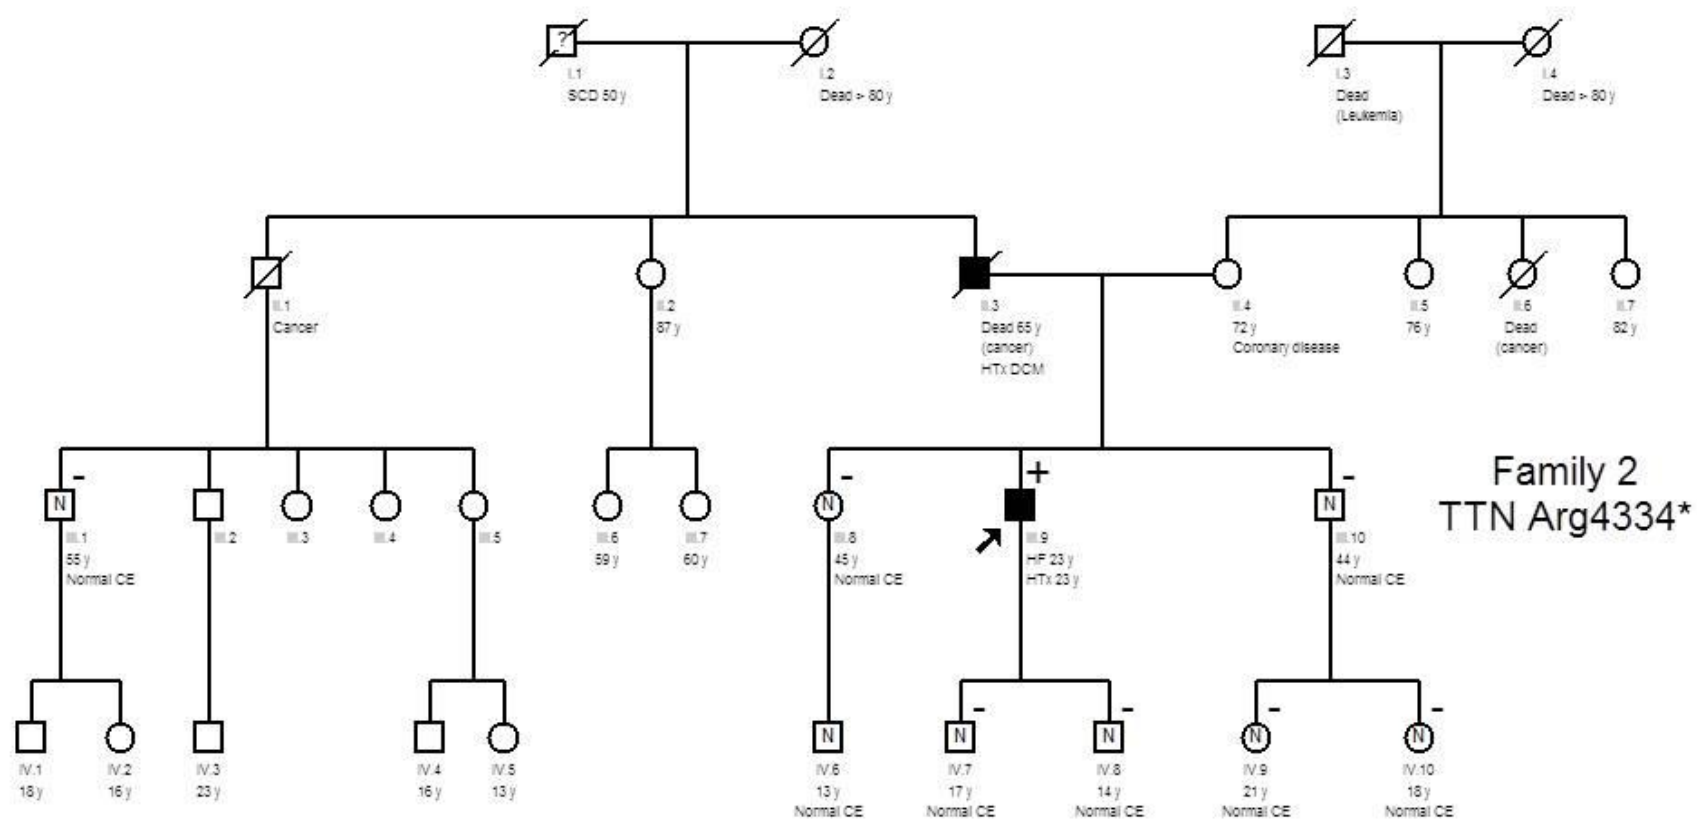 ?
I.1
SCD 50 y
I.2
Dead > 80 y
I.3
Dead
(Leukemia)
I.4
Dead > 80 y
II.1
Cancer
II.2
87 y
II.3
Dead 65 y
(cancer)
HTx DCM
II.4
72 y
Coronary disease
II.5
76 y
II.6
Dead
(cancer)
II.7
82 y
-
N
III.1
55 y
Normal CE
III.2
III.3
III.4
III.5
III.6
59 y
III.7
60 y
-
N
III.8
45 y
Normal CE
+
III.9
HF 23 y
HTx 23 y
-
N
III.10
44 y
Normal CE
Family 2
TTN Arg4334*
IV.1
18 y
IV.2
16 y
IV.3
23 y
IV.4
16 y
IV.5
13 y
N
IV.6
13 y
Normal CE
-
N
IV.7
17 y
Normal CE
-
N
IV.8
14 y
Normal CE
-
N
IV.9
21 y
Normal CE
-
N
IV.10
18 y
Normal CE